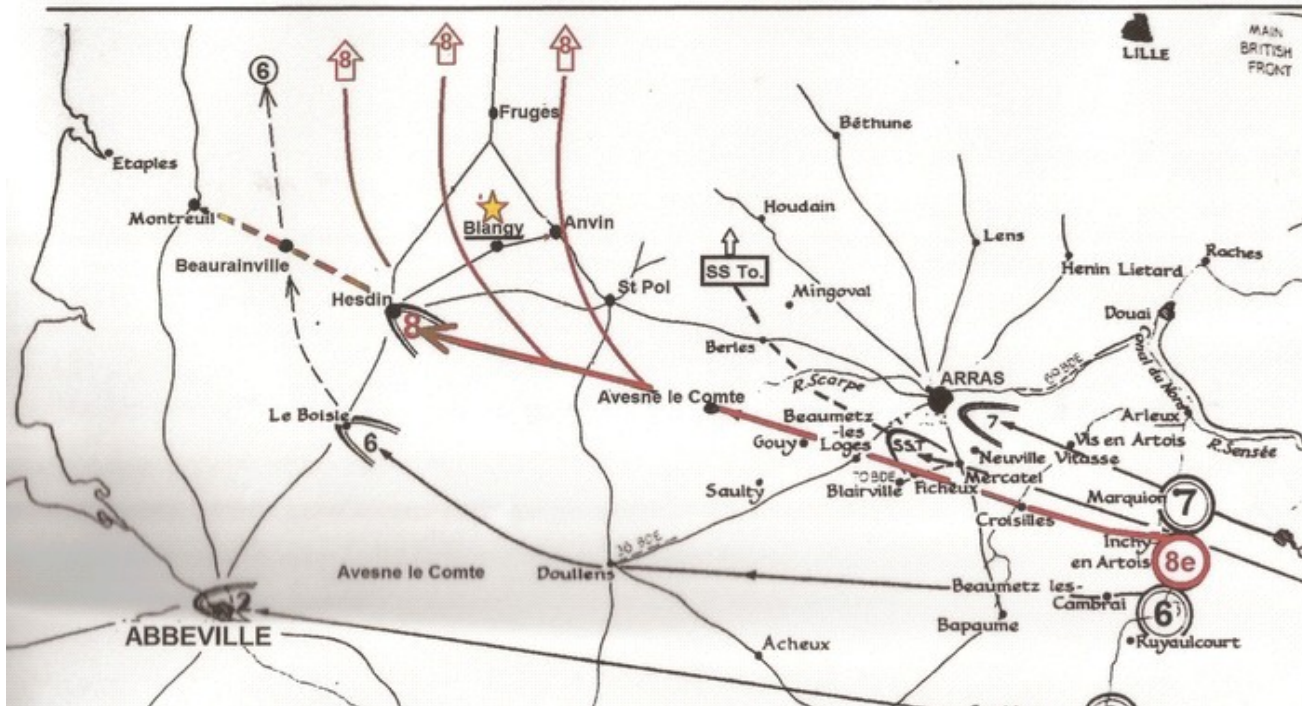 8
8
8
6
LILLE
MAIN
BRITISH
FRONT
Frugés
Béthune
Etaples
Montreuil
Blangy
Anvin
Houdain
Lens
Raches
Beaurainville
SS To.
Mingoval
Henin Lietard
Hesdin
St Pol
Douai
8
Berles
Canal du Nord
R. Scarpe
ARRAS
Avesne le Comte
Le Boisle
6
Beaumetz
-les-
Loges
Gouy
SS.T
7
Neuville Vitasse
Vis en Artois
Arleux
R. Sensée
Saulty
Blairville
Ficheux
Mercatel
Marquion
7
Croisilles
Inchy
en Artois
8e
Avesne le Comte
Doullens
Beaumetz les-
Cambrai
6
2
ABBEVILLE
Bapaume
Acheux
Ruyaulcourt